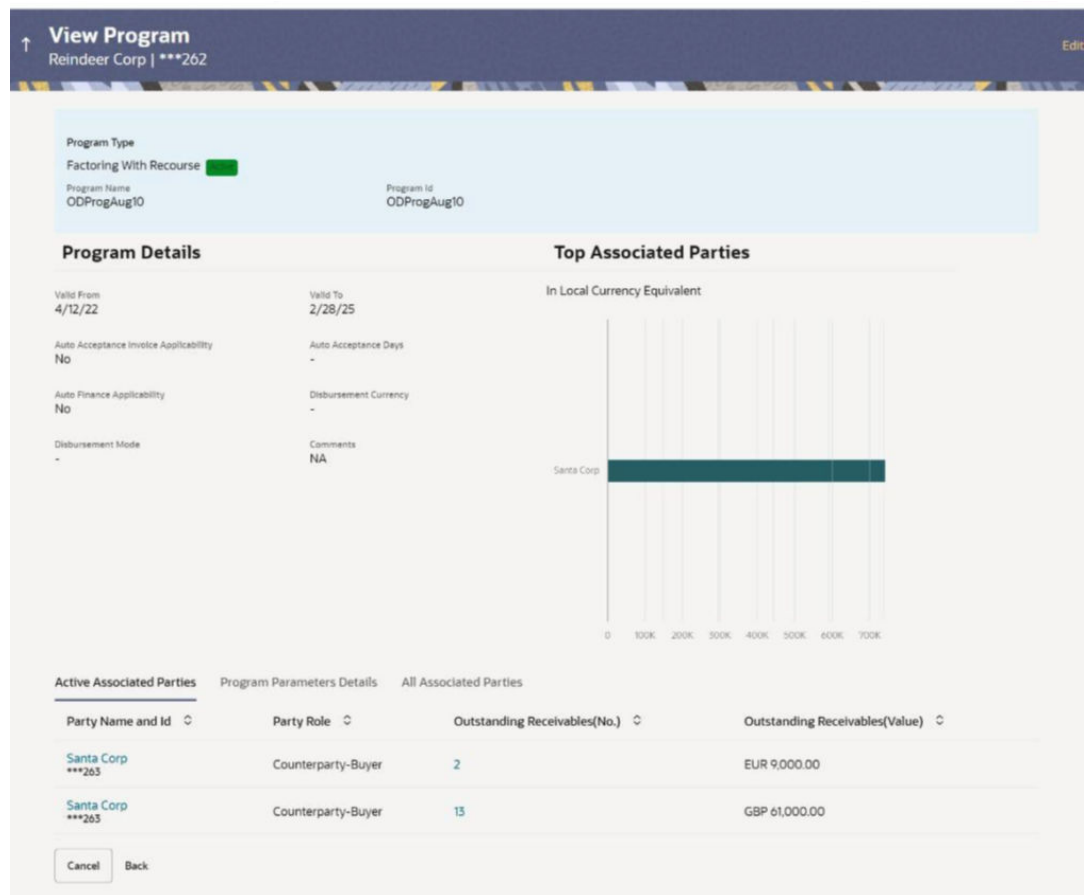 View Program
Reindeer Corp | ***262
Edit
Program Type
Factoring With Recourse
Program Name
ODProgAug10
Program Id
ODProgAug10
Program Details
Valid From
4/12/22
Valid To
2/28/25
Auto Acceptance Invoice Applicability
No
Auto Acceptance Days
-
Auto Finance Applicability
No
Disbursement Currency
-
Disbursement Mode
-
Comments
NA
Top Associated Parties
In Local Currency Equivalent
Santa Corp
0 100K 200K 300K 400K 500K 600K 700K
Active Associated Parties Program Parameters Details All Associated Parties
Party Name and Id Party Role Outstanding Receivables(No.) Outstanding Receivables(Value)
Santa Corp
***263
Counterparty-Buyer 2 EUR 9,000.00
Santa Corp
***263
Counterparty-Buyer 13 GBP 61,000.00
Cancel Back